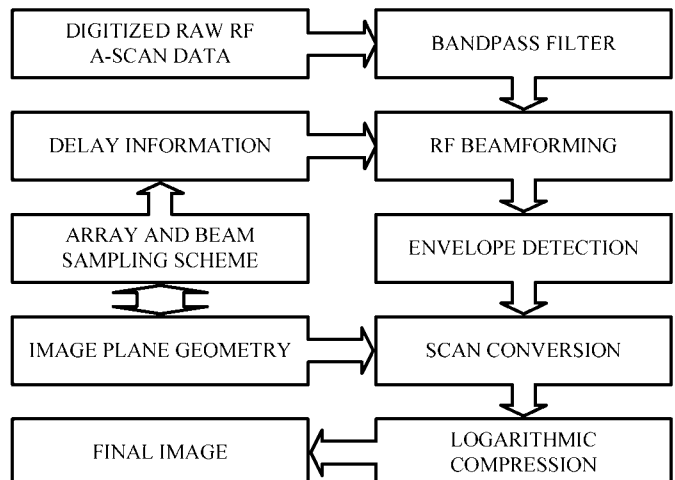 DIGITIZED RAW RF
A-SCAN DATA
BANDPASS FILTER
DELAY INFORMATION
RF BEAMFORMING
ARRAY AND BEAM
SAMPLING SCHEME
ENVELOPE DETECTION
IMAGE PLANE GEOMETRY
SCAN CONVERSION
FINAL IMAGE
LOGARITHMIC
COMPRESSION